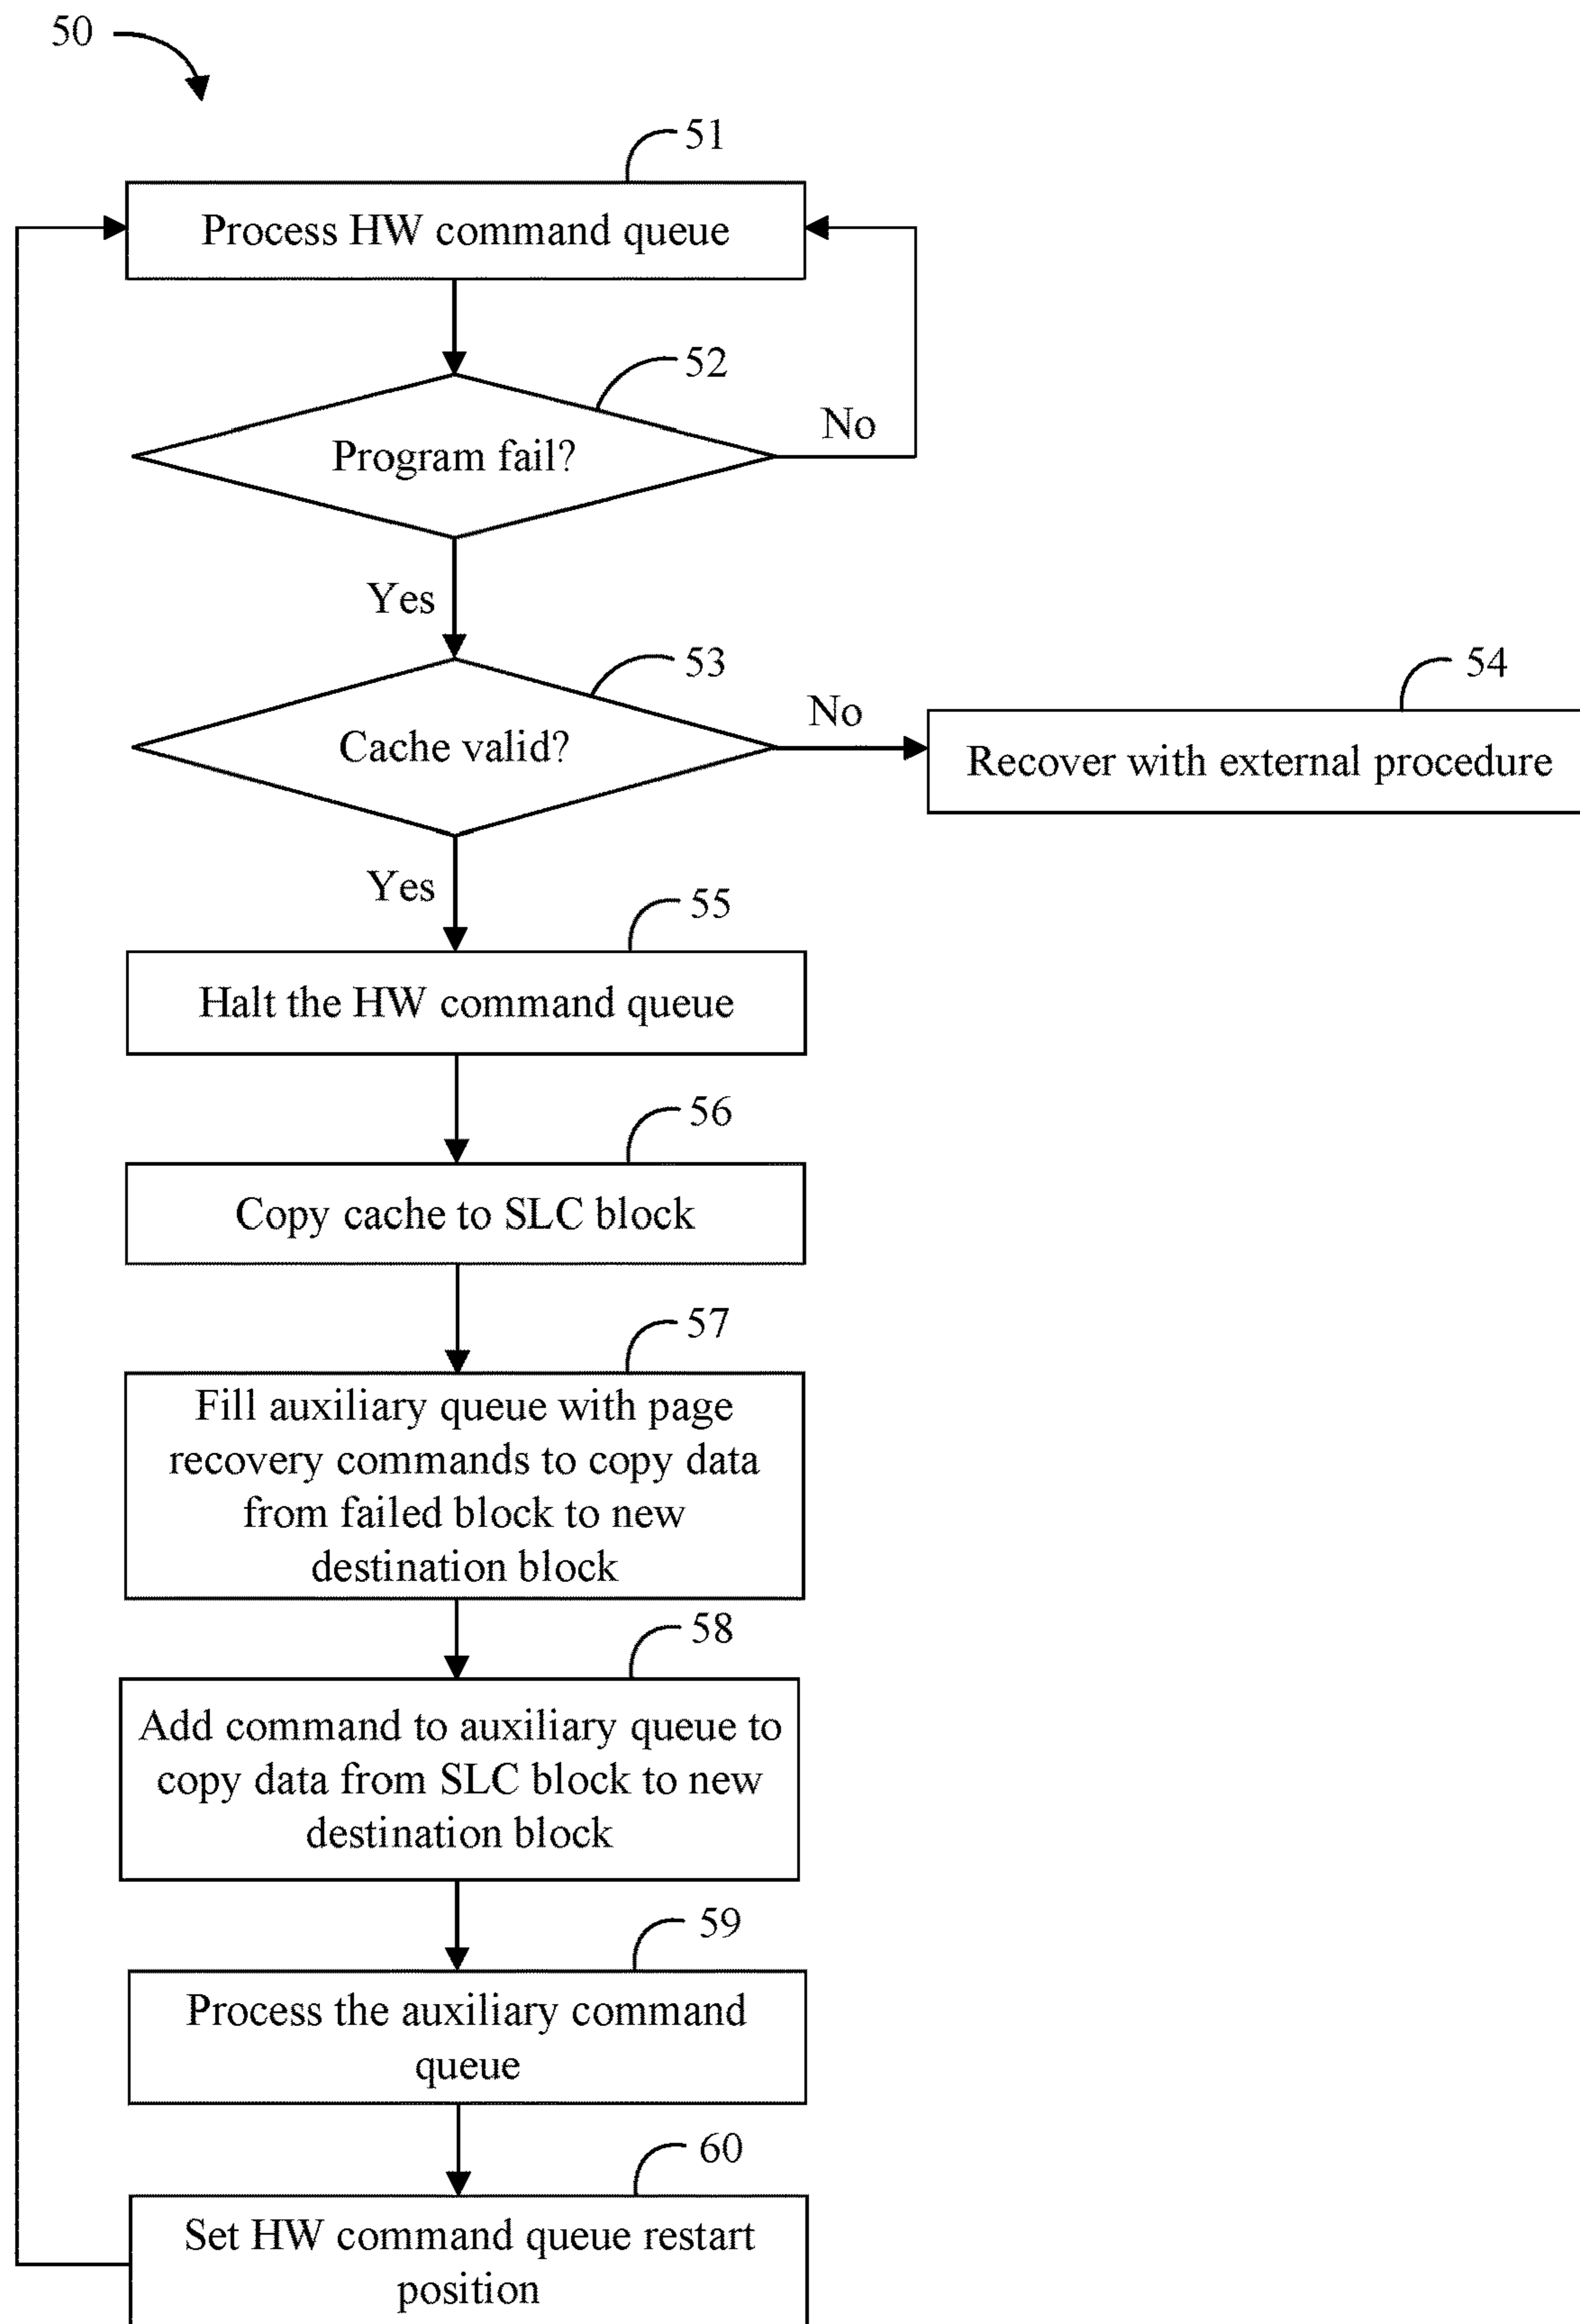 50
51
Process HW command queue
52
Program fail?
No
Yes
53
Cache valid?
No
54
Recover with external procedure
Yes
55
Halt the HW command queue
56
Copy cache to SLC block
57
Fill auxiliary queue with page
recovery commands to copy data
from failed block to new
destination block
58
Add command to auxiliary queue to
copy data from SLC block to new
destination block
59
Process the auxiliary command
queue
60
Set HW command queue restart
position